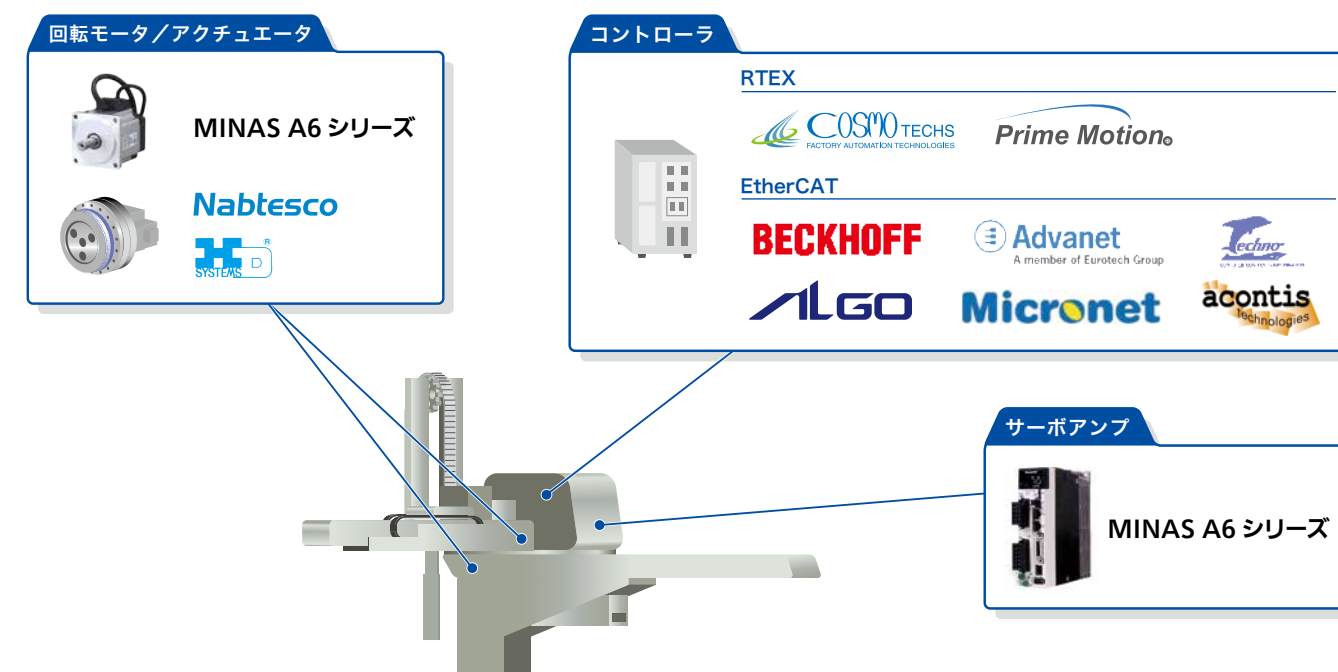 回転モータ／アクチュエータ
MINAS A6 シリーズ
Nabtesco
H
D
R
SYSTEMS
コントローラ
RTEX
COSMO TECHS
FACTORY AUTOMATION TECHNOLOGIES
Prime Motion
EtherCAT
BECKHOFF
Advanet
A member of Eurotech Group
Techno
ALGO
Micronet
acontis
technologies
サーボアンプ
MINAS A6 シリーズ